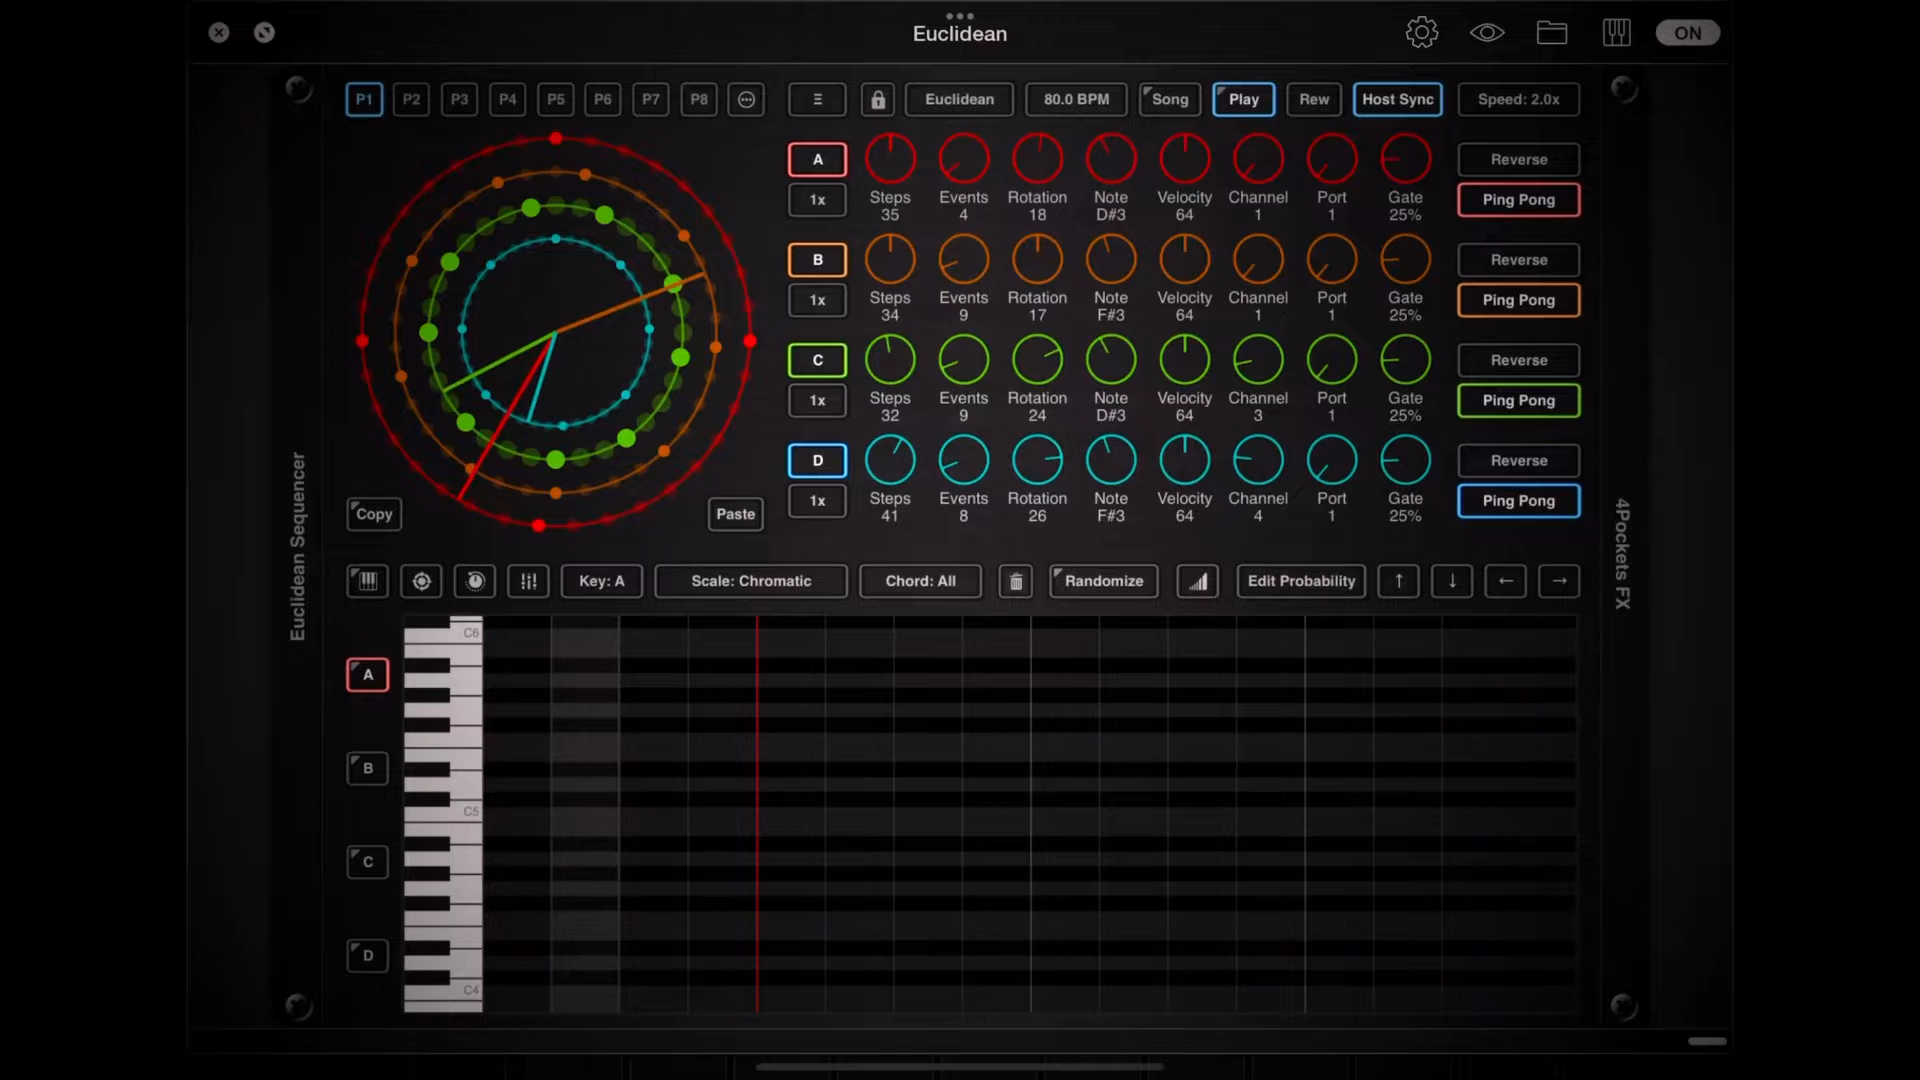 Euclidean
ON
P1 P2 P3 P4 P5 P6 P7 P8 Euclidean 80.0 BPM Song Play Rew Host Sync Speed: 2.0x
A Reverse
1x Steps Events Rotation Note Velocity Channel Port Gate Ping Pong
35 4 18 D#3 64 1 1 25%
B Reverse
1x Steps Events Rotation Note Velocity Channel Port Gate Ping Pong
34 9 17 F#3 64 1 1 25%
C Reverse
1x Steps Events Rotation Note Velocity Channel Port Gate Ping Pong
32 9 24 D#3 64 3 1 25%
D Reverse
1x Steps Events Rotation Note Velocity Channel Port Gate Ping Pong
41 8 26 F#3 64 4 1 25%
Copy Paste
Euclidean Sequencer
4Pockets FX
Key: A Scale: Chromatic Chord: All Randomize Edit Probability ↑ ↓ ← →
C6
A
B
C5
C
D
C4